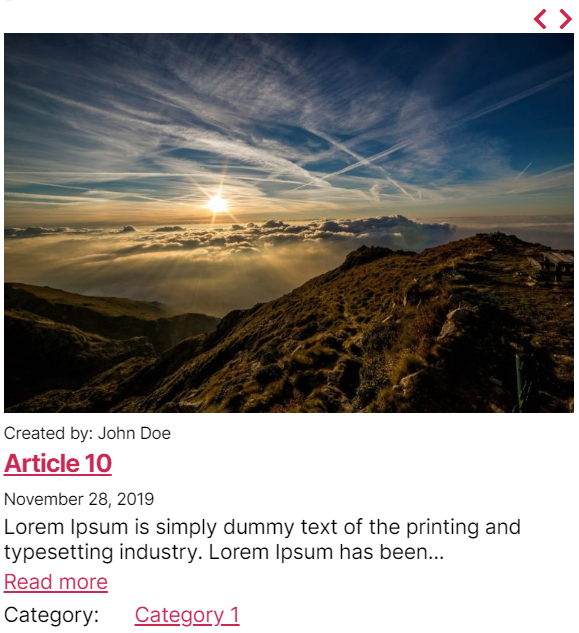 Created by: John Doe
Article 10
November 28, 2019
Lorem Ipsum is simply dummy text of the printing and
typesetting industry. Lorem Ipsum has been...
Read more
Category: Category 1